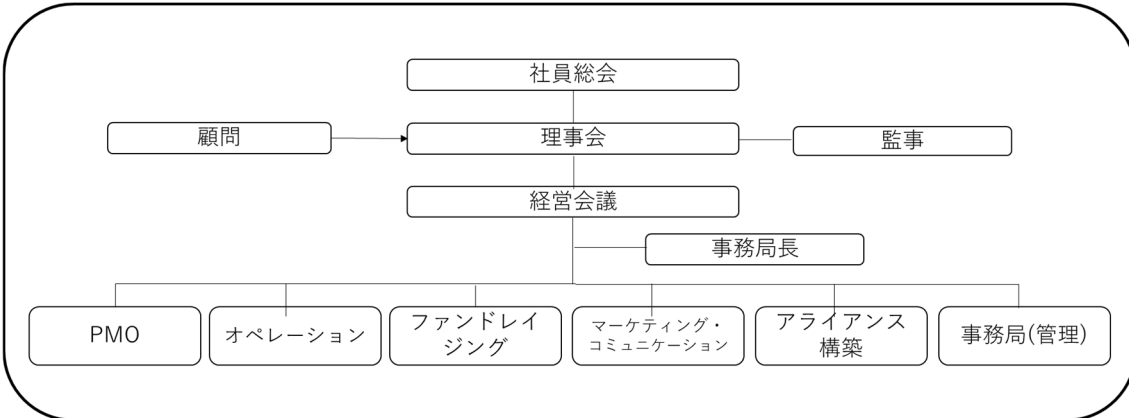 社員総会
顧問
理事会
監事
経営会議
事務局長
PMO
オペレーション
ファンドレイ
ジング
マーケティング・
コミュニケーション
アライアンス
構築
事務局(管理)